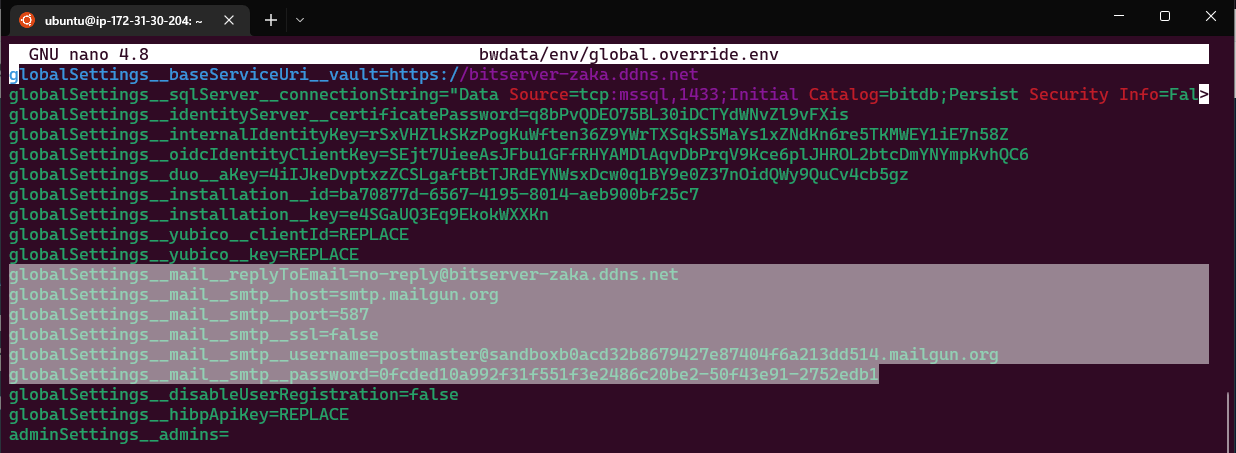 ubuntu@ip-172-31-30-204: ~
GNU nano 4.8 bwdata/env/global.override.env
globalSettings__baseServiceUri__vault=https://bitserver-zaka.ddns.net
globalSettings__sqlServer__connectionString="Data Source=tcp:mssql,1433;Initial Catalog=bitdb;Persist Security Info=Fal>
globalSettings__identityServer__certificatePassword=q8bPvQDEO75BL30iDCTYdWNvZl9vFXis
globalSettings__internalIdentityKey=rSxVHZlkSKzPogKuWften36Z9YWrTXSqkS5MaYs1xZNdKn6re5TKMWEY1iE7n58Z
globalSettings__oidcIdentityClientKey=SEjt7UieeAsJFbu1GFfRHYAMDlAqvDbPrqV9Kce6plJHROL2btcDmYNYmpKvhQC6
globalSettings__duo__aKey=4iIJkeDvptxzZCSLgaftBtTJRdEYNWsxDcw0q1BY9e0Z37nOidQWy9QuCv4cb5gz
globalSettings__installation__id=ba70877d-6567-4195-8014-aeb900bf25c7
globalSettings__installation__key=e4SGaUQ3Eq9EkokWXXKn
globalSettings__yubico__clientId=REPLACE
globalSettings__yubico__key=REPLACE
globalSettings__mail__replyToEmail=no-reply@bitserver-zaka.ddns.net
globalSettings__mail__smtp__host=smtp.mailgun.org
globalSettings__mail__smtp__port=587
globalSettings__mail__smtp__ssl=false
globalSettings__mail__smtp__username=postmaster@sandboxb0acd32b8679427e87404f6a213dd514.mailgun.org
globalSettings__mail__smtp__password=0fcded10a992f31f551f3e2486c20be2-50f43e91-2752edb1
globalSettings__disableUserRegistration=false
globalSettings__hibpApiKey=REPLACE
adminSettings__admins=